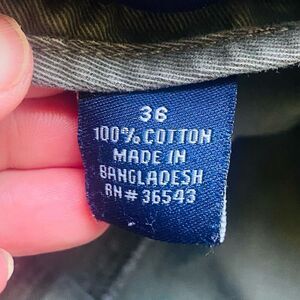 36
100% COTTON
MADE IN
BANGLADESH
RN# 36543